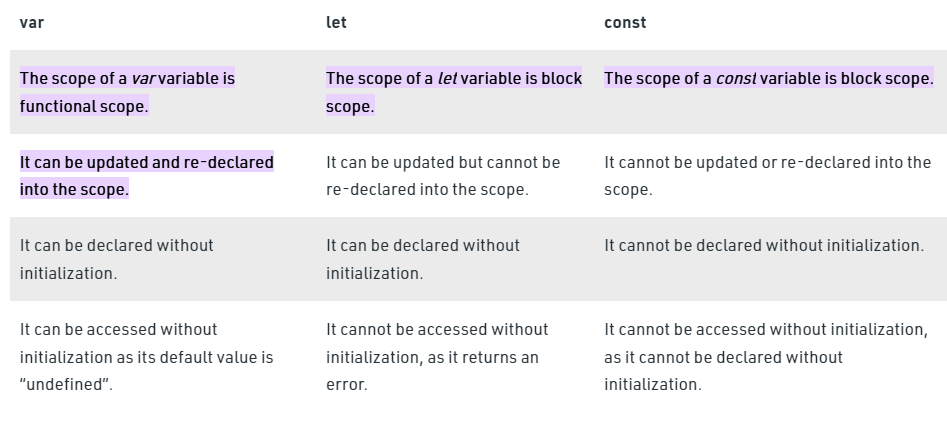 var
let
const
The scope of a var variable is
functional scope.
The scope of a let variable is block
scope.
The scope of a const variable is block scope.
It can be updated and re-declared
into the scope.
It can be updated but cannot be
re-declared into the scope.
It cannot be updated or re-declared into the
scope.
It can be declared without
initialization.
It can be declared without
initialization.
It cannot be declared without initialization.
It can be accessed without
initialization as its default value is
“undefined”.
It cannot be accessed without
initialization, as it returns an
error.
It cannot be accessed without initialization,
as it cannot be declared without
initialization.